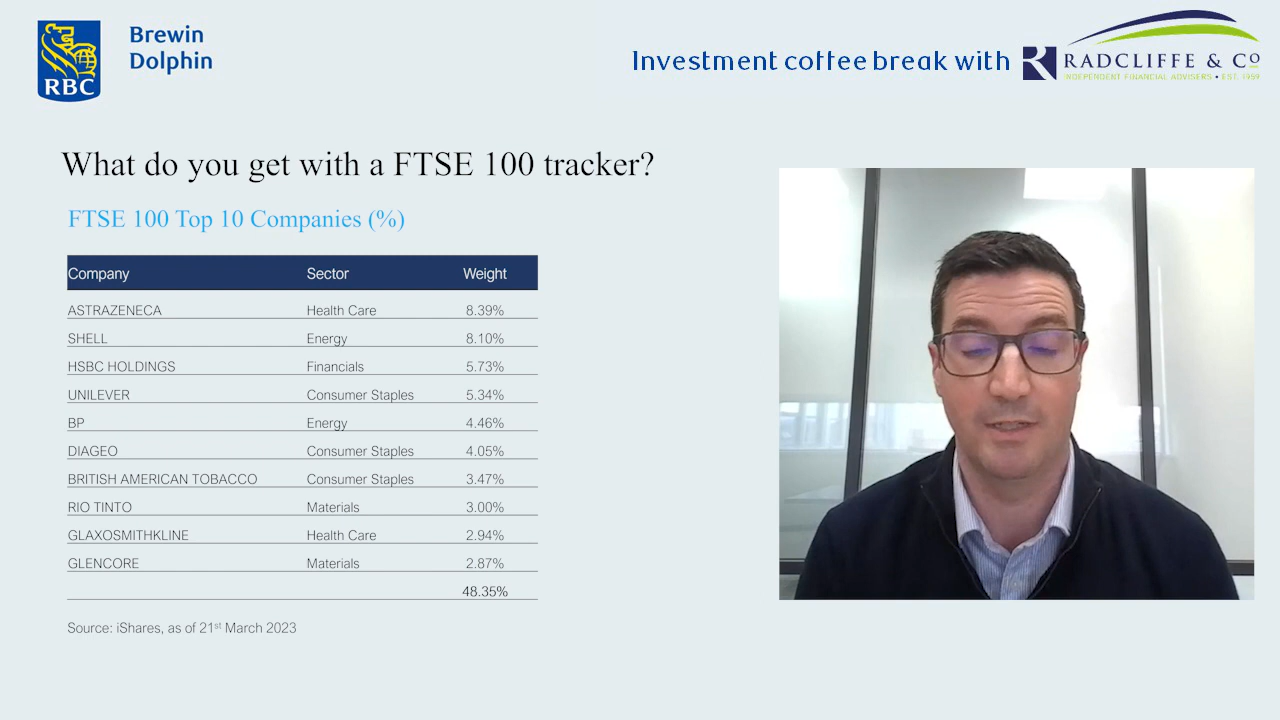 RBC
Brewin
Dolphin
Investment coffee break with
RADCLIFFE & Co
INDEPENDENT FINANCIAL ADVISERS • EST. 1999
What do you get with a FTSE 100 tracker?
FTSE 100 Top 10 Companies (%)
Company Sector Weight
ASTRAZENECA Health Care 8.39%
SHELL Energy 8.10%
HSBC HOLDINGS Financials 5.73%
UNILEVER Consumer Staples 5.34%
BP Energy 4.46%
DIAGEO Consumer Staples 4.05%
BRITISH AMERICAN TOBACCO Consumer Staples 3.47%
RIO TINTO Materials 3.00%
GLAXOSMITHKLINE Health Care 2.94%
GLENCORE Materials 2.87%
48.35%
Source: iShares, as of 21st March 2023